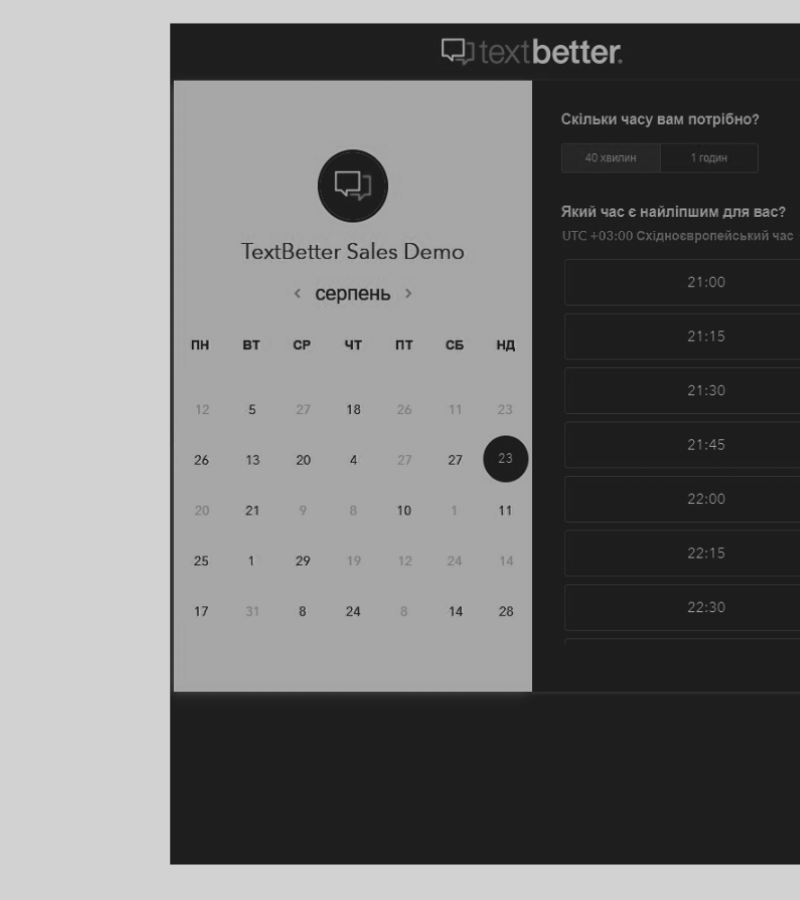 textbetter.
TextBetter Sales Demo
< серпень >
ПН ВТ СР ЧТ ПТ СБ НД
12 5 27 18 26 11 23
26 13 20 4 27 27 23
20 21 9 8 10 1 11
25 1 29 19 12 24 14
17 31 8 24 8 14 28
Скільки часу вам потрібно?
40 хвилин 1 годин
Який час є найліпшим для вас?
UTC +03:00 Східноєвропейський час
21:00
21:15
21:30
21:45
22:00
22:15
22:30